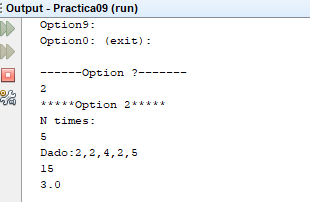 Output - Practica09 (run)
Option9:
Option0: (exit):
------Option ?-------
2
*****Option 2*****
N times:
5
Dado:2,2,4,2,5
15
3.0